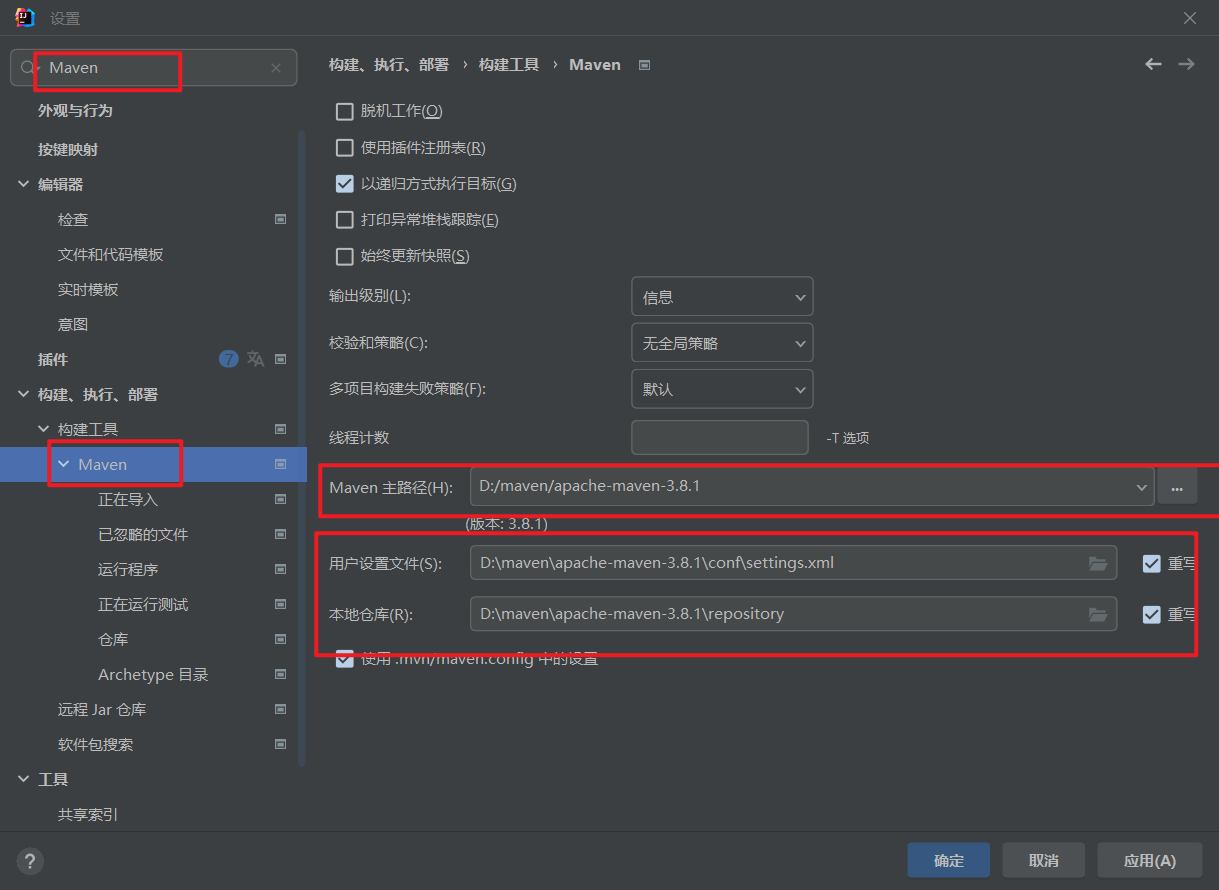 设置
Maven
外观与行为
按键映射
编辑器
检查
文件和代码模板
实时模板
意图
插件 7
构建、执行、部署
构建工具
Maven
正在导入
已忽略的文件
运行程序
正在运行测试
仓库
Archetype 目录
远程 Jar 仓库
软件包搜索
工具
共享索引
构建、执行、部署 › 构建工具 › Maven
脱机工作(O)
使用插件注册表(R)
以递归方式执行目标(G)
打印异常堆栈跟踪(E)
始终更新快照(S)
输出级别(L): 信息
校验和策略(C): 无全局策略
多项目构建失败策略(F): 默认
线程计数 -T 选项
Maven 主路径(H): D:/maven/apache-maven-3.8.1 ...
(版本: 3.8.1)
用户设置文件(S): D:\maven\apache-maven-3.8.1\conf\settings.xml 重写
本地仓库(R): D:\maven\apache-maven-3.8.1\repository 重写
使用 .mvn/maven.config 中的设置
? 确定 取消 应用(A)